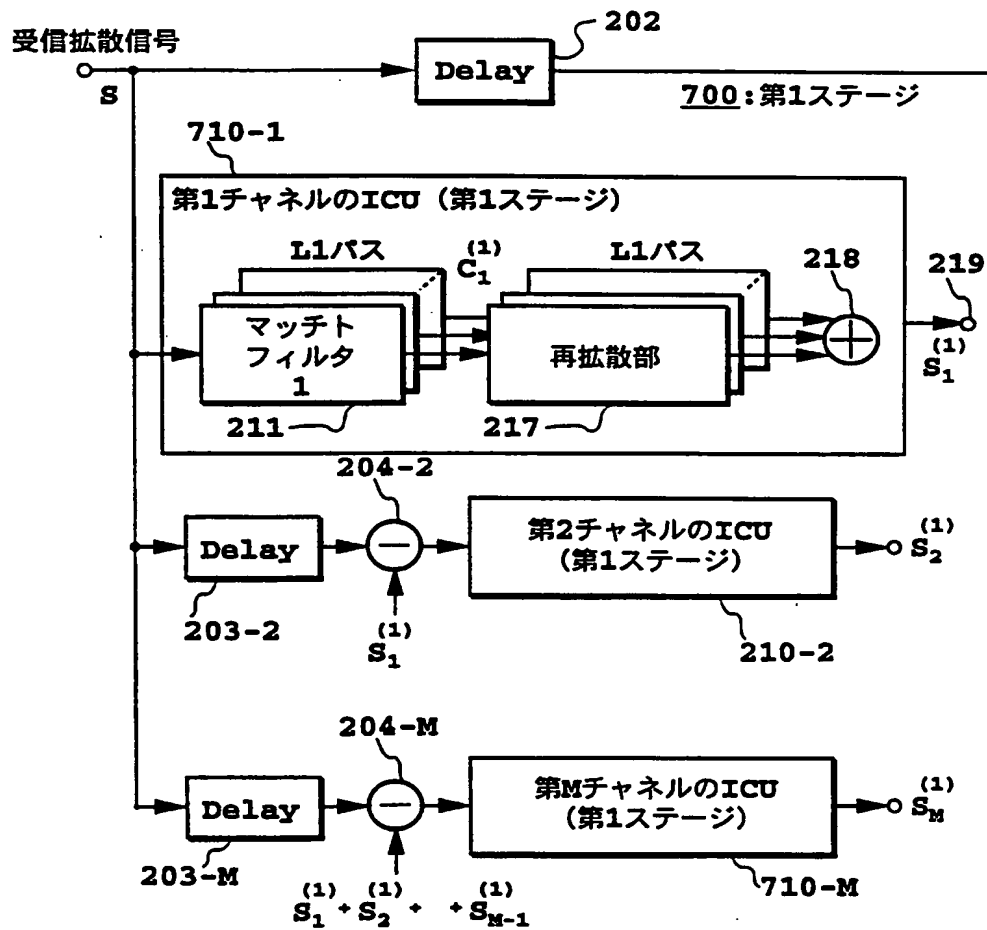 202
受信拡散信号
Delay
S
700:第1ステージ
710-1
第1チャネルのICU (第1ステージ)
L1パス
C₁⁽¹⁾
L1パス
218
219
マッチト
フィルタ
1
再拡散部
S₁⁽¹⁾
211
217
204-2
Delay
第2チャネルのICU
(第1ステージ)
S₂⁽¹⁾
203-2
S₁⁽¹⁾
210-2
204-M
Delay
第MチャネルのICU
(第1ステージ)
S_M⁽¹⁾
203-M
710-M
S₁⁽¹⁾ + S₂⁽¹⁾ + + S_{M-1}⁽¹⁾